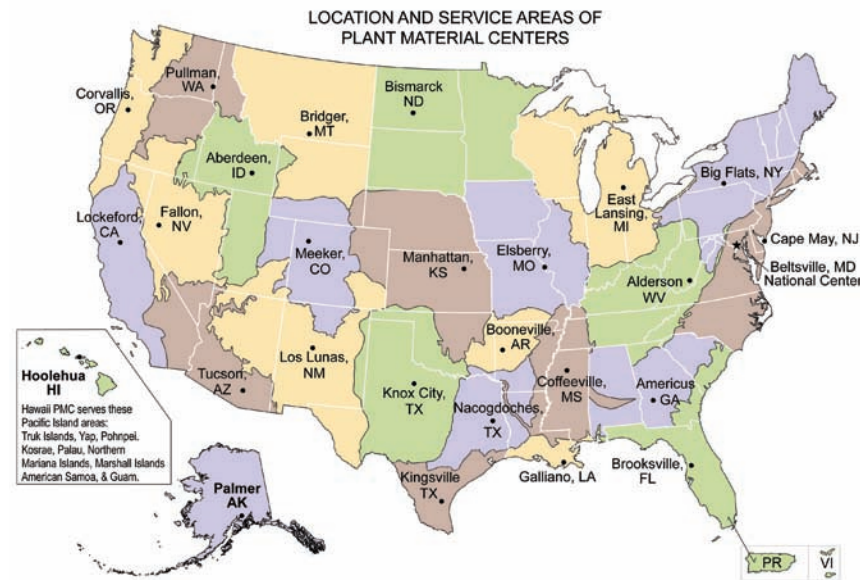 LOCATION AND SERVICE AREAS OF
PLANT MATERIAL CENTERS
Pullman,
WA
Corvallis,
OR
Bridger,
MT
Bismarck
ND
Aberdeen,
ID
Big Flats, NY
East
Lansing,
MI
Lockeford,
CA
Fallon,
NV
Meeker,
CO
Manhattan,
KS
Elsberry,
MO
Cape May, NJ
Beltsville, MD
National Center
Alderson
WV
Booneville,
AR
Los Lunas,
NM
Tucson,
AZ
Knox City,
TX
Coffeeville,
MS
Americus
GA
Nacogdoches,
TX
Hoolehua
HI
Hawaii PMC serves these
Pacific Island areas:
Truk Islands, Yap, Pohnpei.
Kosrae, Palau, Northern
Mariana Islands, Marshall Islands
American Samoa, & Guam.
Kingsville
TX
Galliano, LA
Brooksville,
FL
Palmer
AK
PR
VI